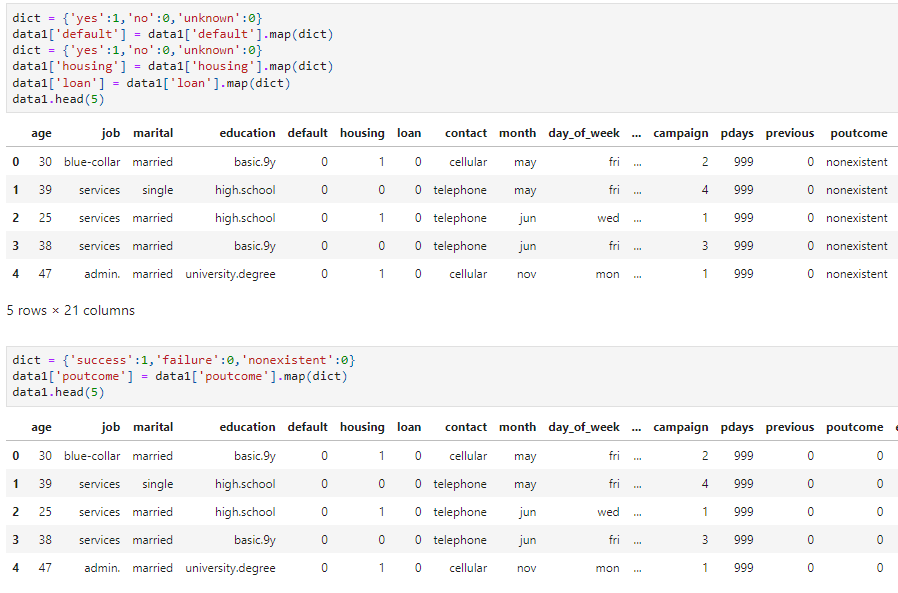 dict = {'yes':1,'no':0,'unknown':0}
data1['default'] = data1['default'].map(dict)
dict = {'yes':1,'no':0,'unknown':0}
data1['housing'] = data1['housing'].map(dict)
data1['loan'] = data1['loan'].map(dict)
data1.head(5)
age job marital education default housing loan contact month day_of_week ... campaign pdays previous poutcome
0 30 blue-collar married basic.9y 0 1 0 cellular may fri ... 2 999 0 nonexistent
1 39 services single high.school 0 0 0 telephone may fri ... 4 999 0 nonexistent
2 25 services married high.school 0 1 0 telephone jun wed ... 1 999 0 nonexistent
3 38 services married basic.9y 0 0 0 telephone jun fri ... 3 999 0 nonexistent
4 47 admin. married university.degree 0 1 0 cellular nov mon ... 1 999 0 nonexistent
5 rows × 21 columns
dict = {'success':1,'failure':0,'nonexistent':0}
data1['poutcome'] = data1['poutcome'].map(dict)
data1.head(5)
age job marital education default housing loan contact month day_of_week ... campaign pdays previous poutcome
0 30 blue-collar married basic.9y 0 1 0 cellular may fri ... 2 999 0 0
1 39 services single high.school 0 0 0 telephone may fri ... 4 999 0 0
2 25 services married high.school 0 1 0 telephone jun wed ... 1 999 0 0
3 38 services married basic.9y 0 0 0 telephone jun fri ... 3 999 0 0
4 47 admin. married university.degree 0 1 0 cellular nov mon ... 1 999 0 0